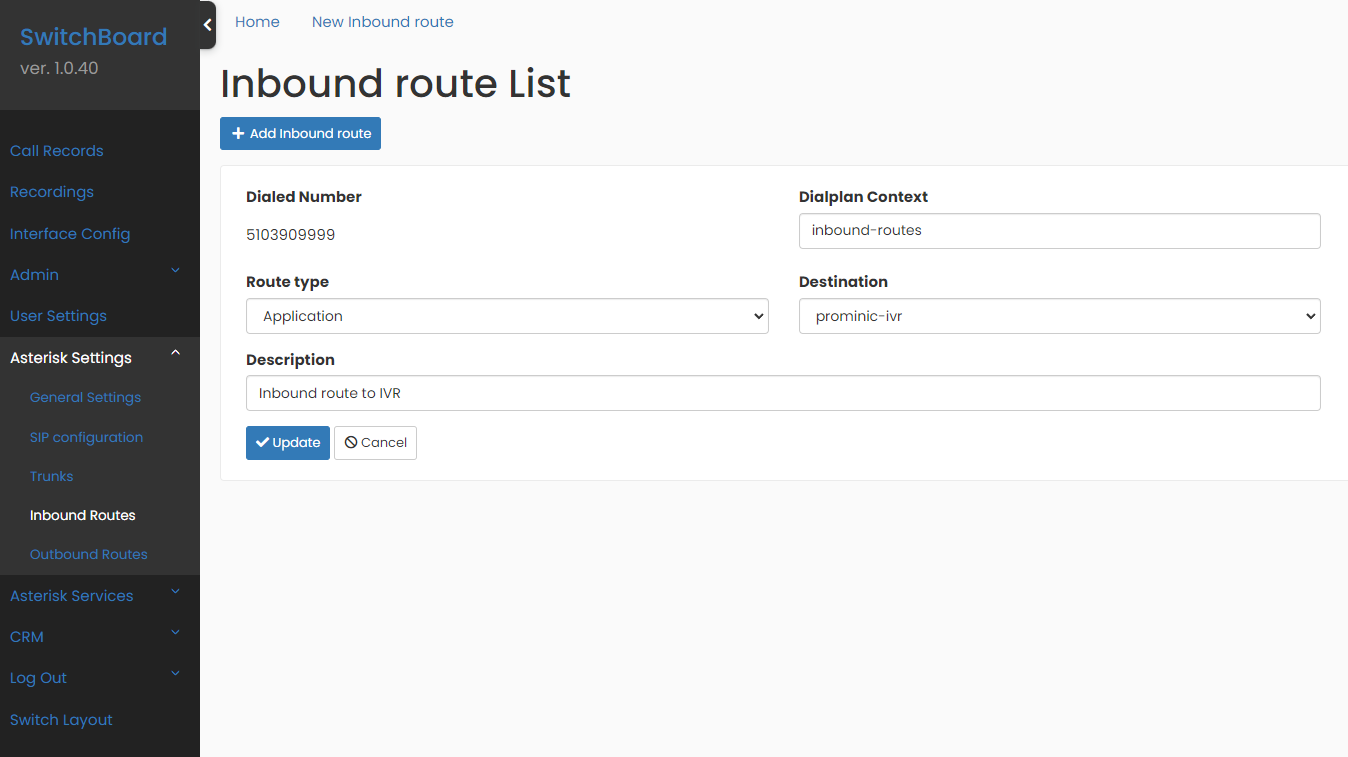 SwitchBoard
ver. 1.0.40
Call Records
Recordings
Interface Config
Admin
User Settings
Asterisk Settings
General Settings
SIP configuration
Trunks
Inbound Routes
Outbound Routes
Asterisk Services
CRM
Log Out
Switch Layout
Home New Inbound route
Inbound route List
Add Inbound route
Dialed Number
5103909999
Dialplan Context
inbound-routes
Route type
Application
Destination
prominic-ivr
Description
Inbound route to IVR
Update Cancel